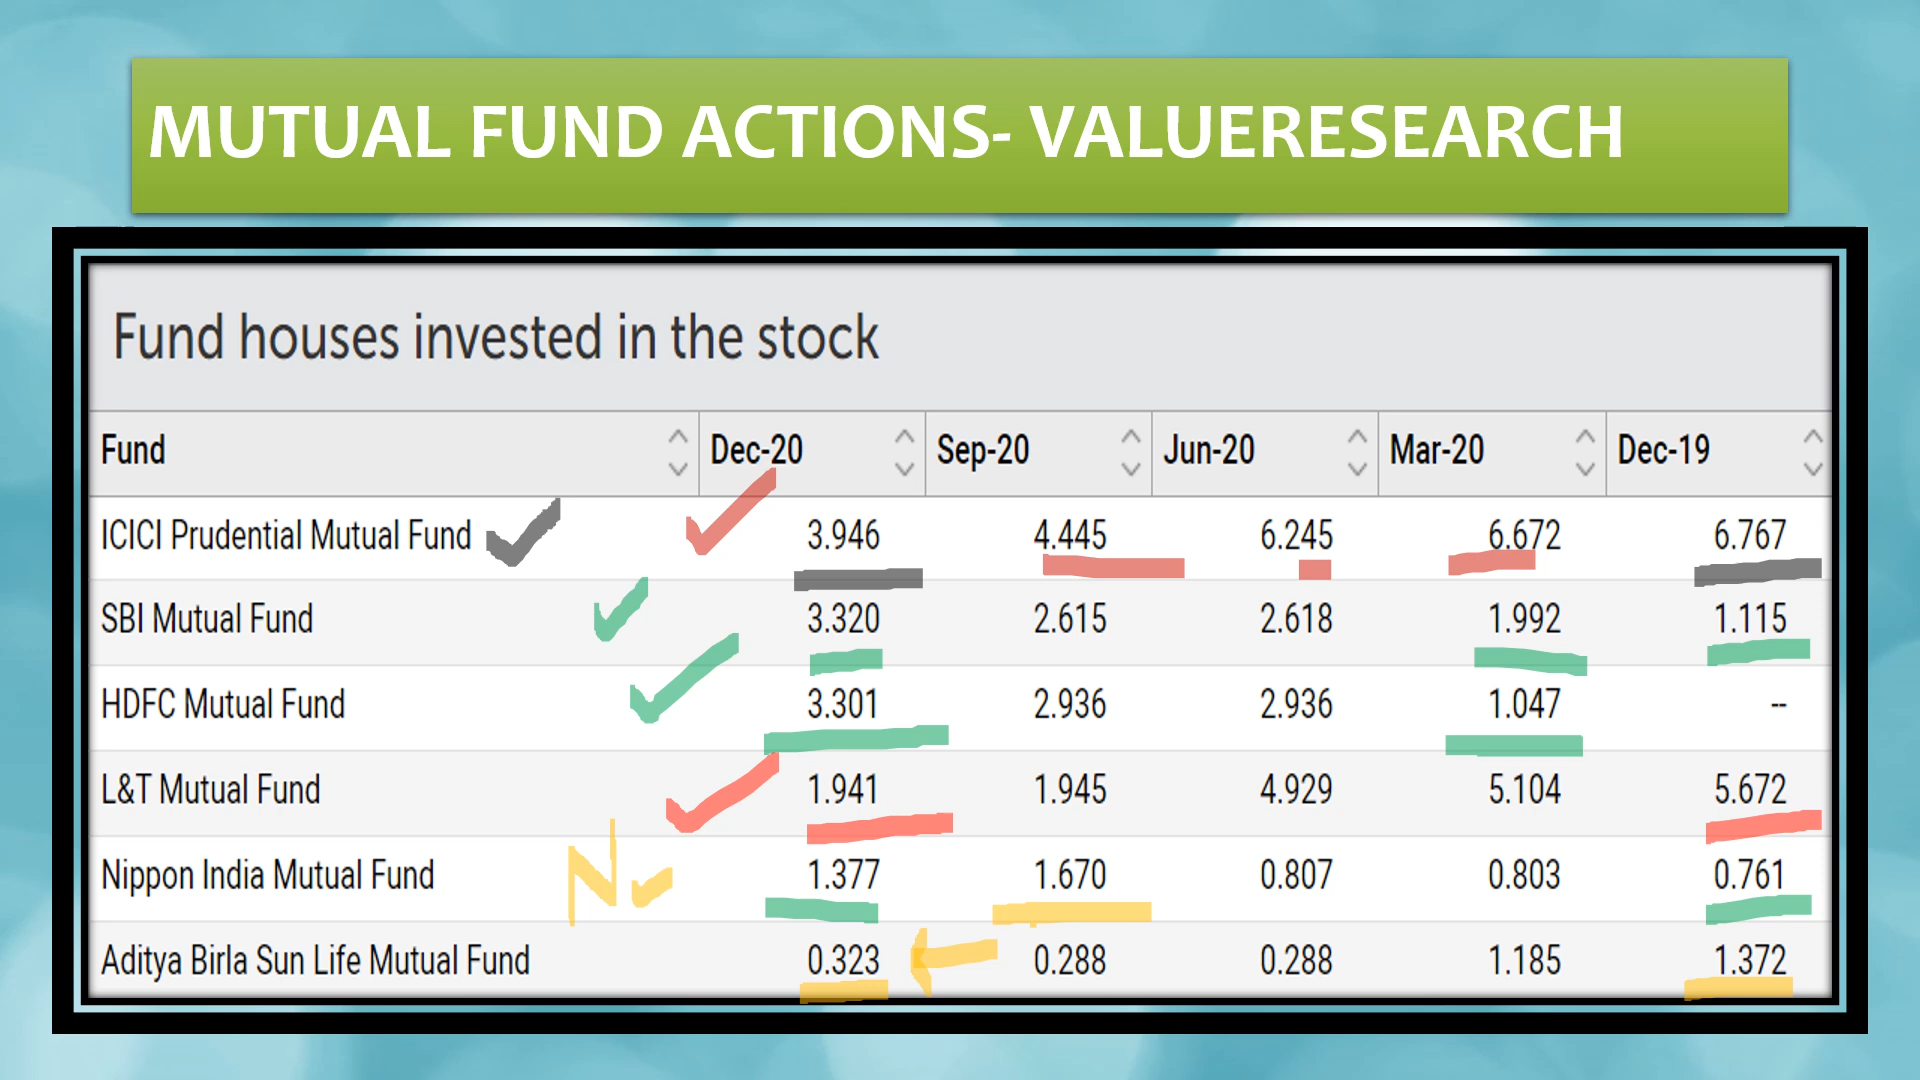 MUTUAL FUND ACTIONS- VALUERESEARCH
Fund houses invested in the stock
Fund Dec-20 Sep-20 Jun-20 Mar-20 Dec-19
ICICI Prudential Mutual Fund 3.946 4.445 6.245 6.672 6.767
SBI Mutual Fund 3.320 2.615 2.618 1.992 1.115
HDFC Mutual Fund 3.301 2.936 2.936 1.047 --
L&T Mutual Fund 1.941 1.945 4.929 5.104 5.672
Nippon India Mutual Fund N 1.377 1.670 0.807 0.803 0.761
Aditya Birla Sun Life Mutual Fund 0.323 0.288 0.288 1.185 1.372